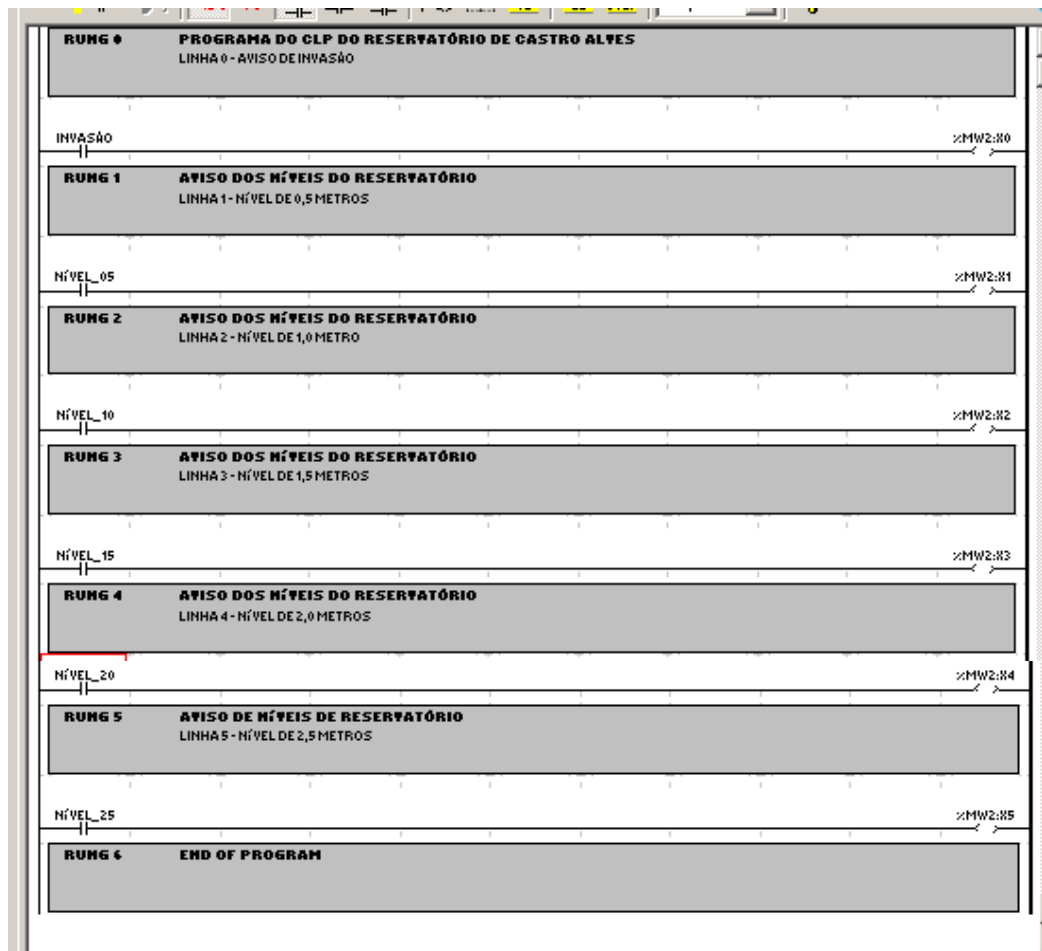 RUNG 0 PROGRAMA DO CLP DO RESERVATÓRIO DE CASTRO ALVES
LINHA 0 - AVISO DE INVASÃO
INVASÃO %MW2:X0
RUNG 1 AVISO DOS NÍVEIS DO RESERVATÓRIO
LINHA 1 - NÍVEL DE 0,5 METROS
NÍVEL_05 %MW2:X1
RUNG 2 AVISO DOS NÍVEIS DO RESERVATÓRIO
LINHA 2 - NÍVEL DE 1,0 METRO
NÍVEL_10 %MW2:X2
RUNG 3 AVISO DOS NÍVEIS DO RESERVATÓRIO
LINHA 3 - NÍVEL DE 1,5 METROS
NÍVEL_15 %MW2:X3
RUNG 4 AVISO DOS NÍVEIS DO RESERVATÓRIO
LINHA 4 - NÍVEL DE 2,0 METROS
NÍVEL_20 %MW2:X4
RUNG 5 AVISO DE NÍVEIS DE RESERVATÓRIO
LINHA 5 - NÍVEL DE 2,5 METROS
NÍVEL_25 %MW2:X5
RUNG 6 END OF PROGRAM